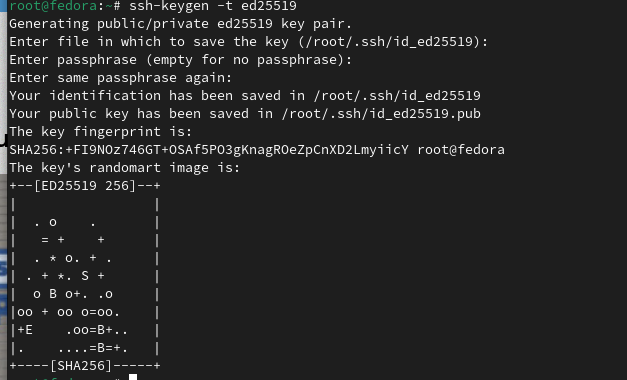 root@fedora:~# ssh-keygen -t ed25519
Generating public/private ed25519 key pair.
Enter file in which to save the key (/root/.ssh/id_ed25519):
Enter passphrase (empty for no passphrase):
Enter same passphrase again:
Your identification has been saved in /root/.ssh/id_ed25519
Your public key has been saved in /root/.ssh/id_ed25519.pub
The key fingerprint is:
SHA256:+FI9NOz746GT+OSAf5PO3gKnagROeZpCnXD2LmyiicY root@fedora
The key's randomart image is:
+--[ED25519 256]--+
|                 |
|  . o    .       |
|   = +    +      |
|  . * o. + .     |
| . + *. S +      |
|  o B o+. .o     |
|oo + oo o=oo.    |
|+E    .oo=B+..   |
|.    ....=B=+.   |
+----[SHA256]-----+